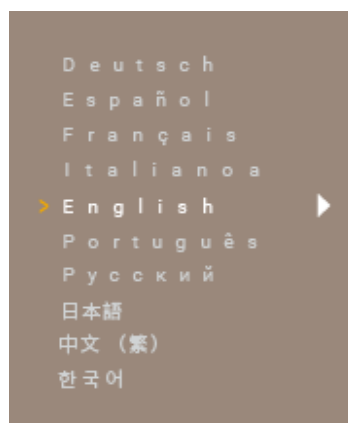 Deutsch
Español
Français
Italianoa
> English
Português
Русский
日本語
中文 (繁)
한국어